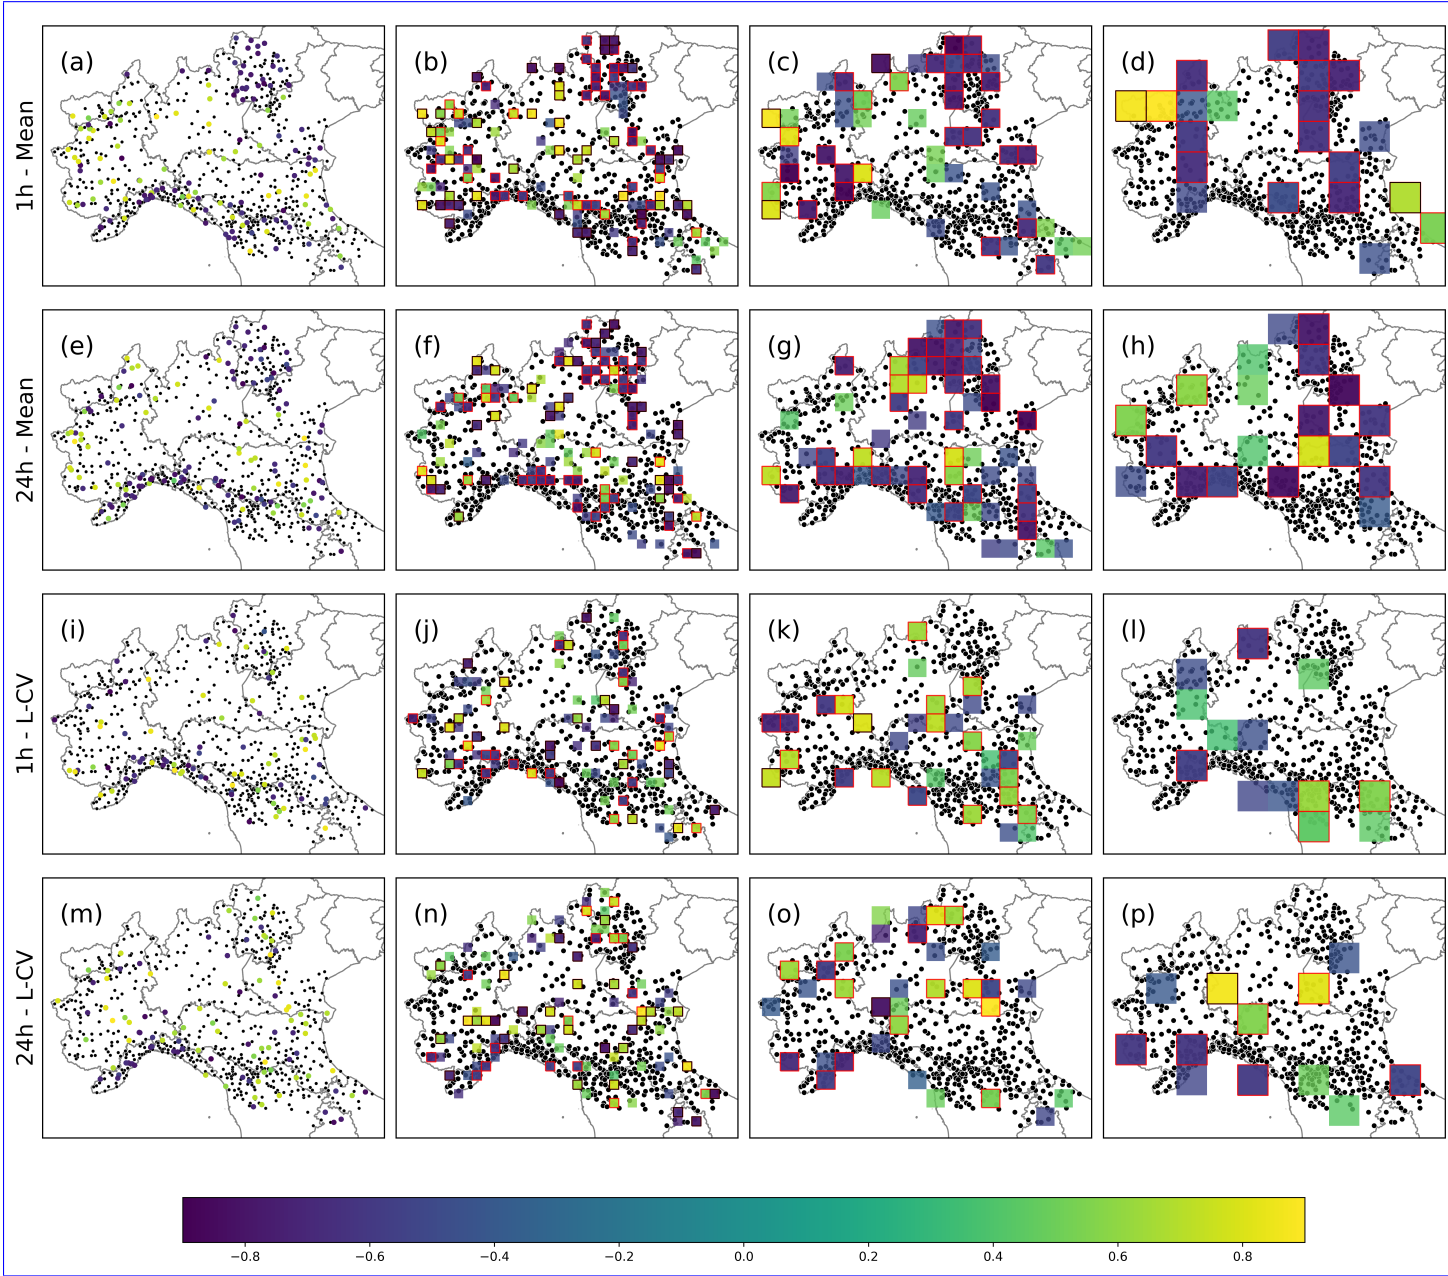 (a) (b) (c) (d)
1h - Mean
(e) (f) (g) (h)
24h - Mean
(i) (j) (k) (l)
1h - L-CV
(m) (n) (o) (p)
24h - L-CV
−0.8 −0.6 −0.4 −0.2 0.0 0.2 0.4 0.6 0.8